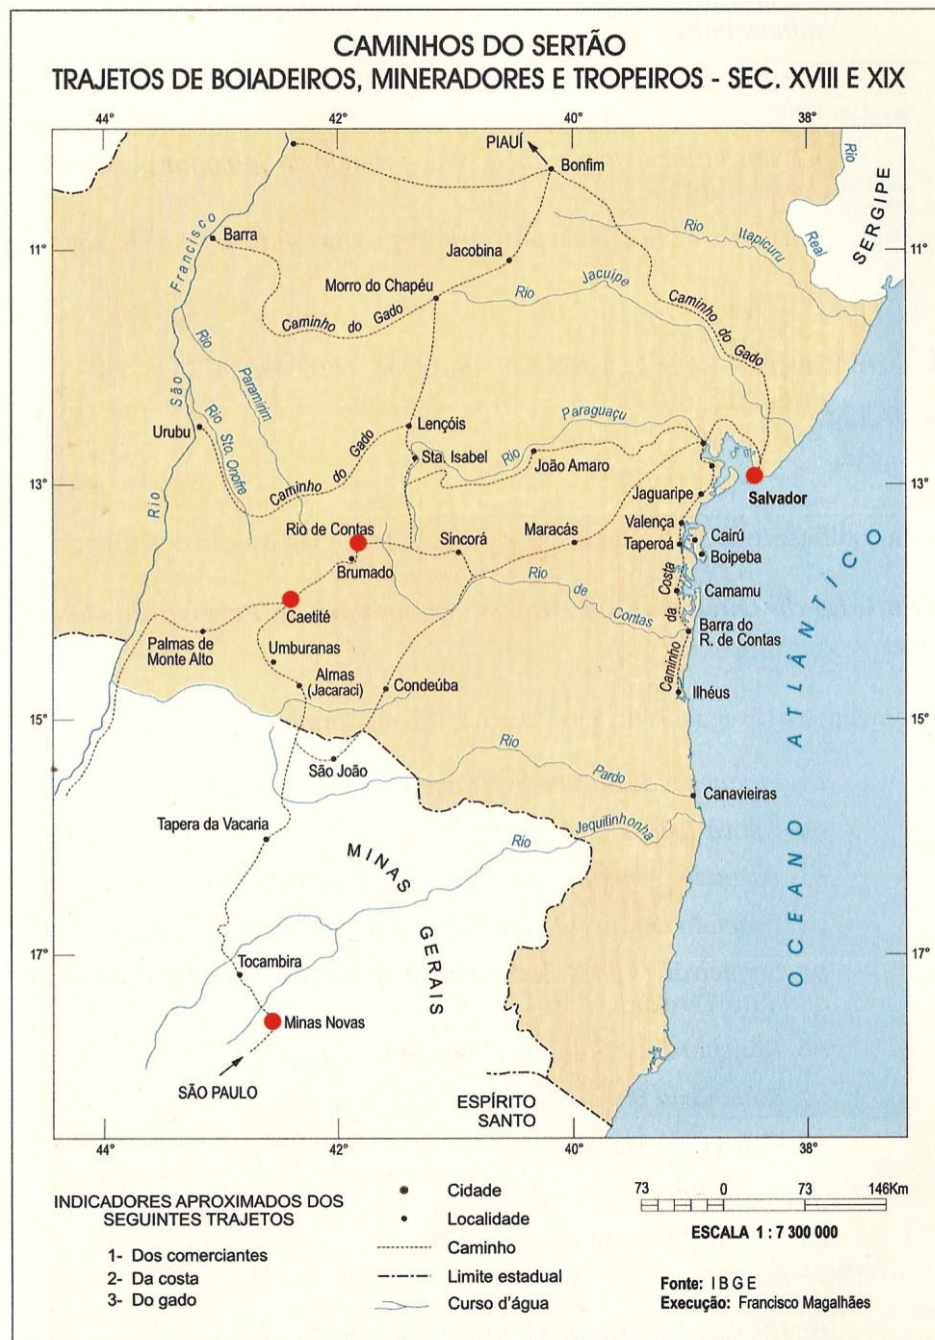 CAMINHOS DO SERTÃO
TRAJETOS DE BOIADEIROS, MINERADORES E TROPEIROS - SEC. XVIII E XIX
44° 42° 40° 38°
PIAUÍ
Bonfim
Rio
Real
SERGIPE
São Francisco
Rio
Barra
11°
11°
Rio Itapicuru
Jacobina
Morro do Chapéu
Rio Jacuípe
Caminho do Gado
Caminho do Gado
Rio Paramirim
Urubu
Rio Sto. Onofre
Caminho do Gado
Lençóis
Sta. Isabel
Rio Paraguaçu
João Amaro
13°
13°
Salvador
Jaguaripe
Rio de Contas
Brumado
Sincorá
Maracás
Valença
Taperoá
Cairú
Boipeba
Camamu
Caminho da Costa
Rio de Contas
Barra do
R. de Contas
Caetité
Palmas de
Monte Alto
Umburanas
Almas
(Jacaraci)
Condeúba
Ilhéus
OCEANO ATLÂNTICO
15°
15°
São João
Rio Pardo
Canavieiras
Tapera da Vacaria
Rio Jequitinhonha
MINAS GERAIS
17°
17°
Tocambira
Minas Novas
SÃO PAULO
ESPÍRITO
SANTO
44° 42° 40° 38°
INDICADORES APROXIMADOS DOS
SEGUINTES TRAJETOS
1- Dos comerciantes
2- Da costa
3- Do gado
Cidade
Localidade
Caminho
Limite estadual
Curso d'água
73 0 73 146Km
ESCALA 1 : 7 300 000
Fonte: IBGE
Execução: Francisco Magalhães